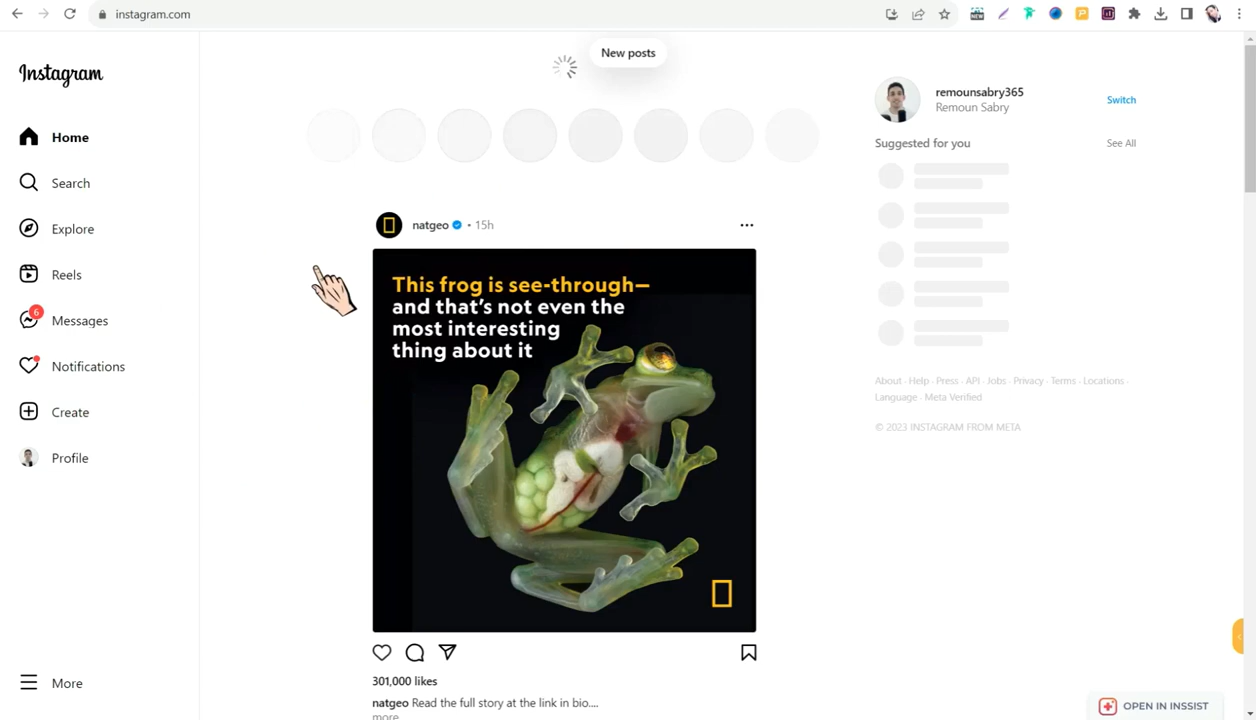 instagram.com
NEW
New posts
Instagram
remounsabry365
Remoun Sabry
Switch
Home
Suggested for you
See All
Search
natgeo • 15h
Explore
Reels
This frog is see-through—
and that's not even the
most interesting
thing about it
6
Messages
Notifications
About · Help · Press · API · Jobs · Privacy · Terms · Locations ·
Language · Meta Verified
Create
© 2023 INSTAGRAM FROM META
Profile
301,000 likes
More
natgeo Read the full story at the link in bio....
more
OPEN IN INSSIST